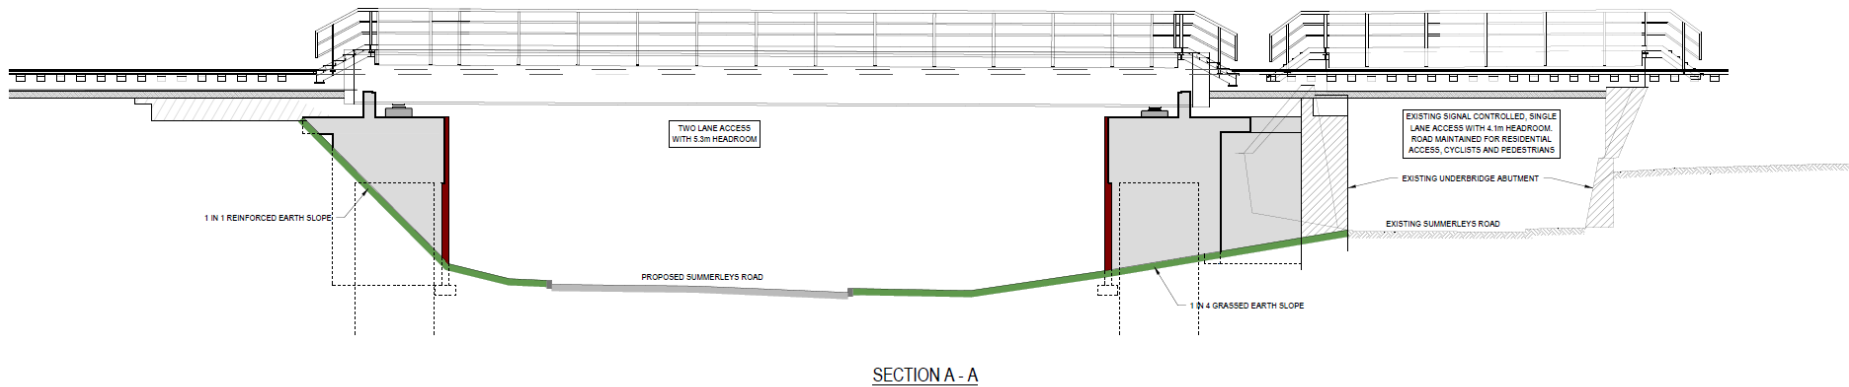 TWO LANE ACCESS
WITH 5.3m HEADROOM
EXISTING SIGNAL CONTROLLED, SINGLE
LANE ACCESS WITH 4.1m HEADROOM.
ROAD MAINTAINED FOR RESIDENTIAL
ACCESS, CYCLISTS AND PEDESTRIANS
EXISTING UNDERBRIDGE ABUTMENT
1 IN 1 REINFORCED EARTH SLOPE
EXISTING SUMMERLEYS ROAD
PROPOSED SUMMERLEYS ROAD
1 IN 4 GRASSED EARTH SLOPE
SECTION A - A